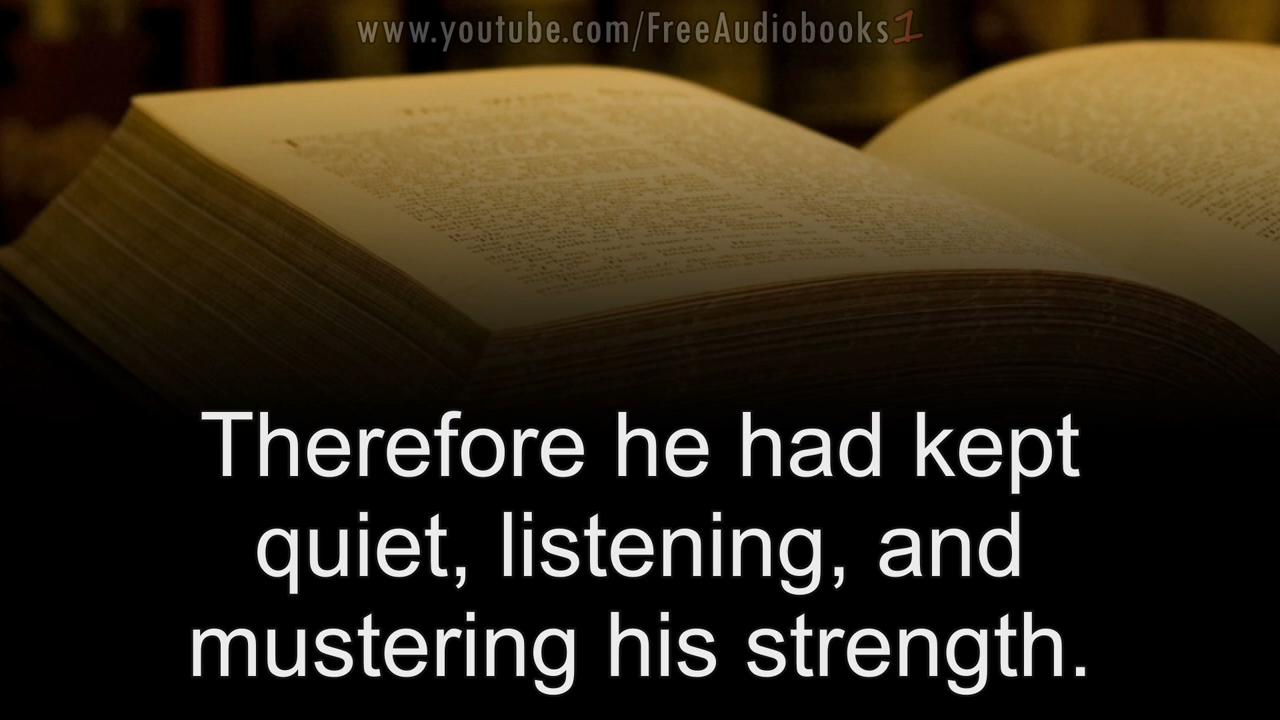 www.youtube.com/FreeAudiobooks1
Therefore he had kept
quiet, listening, and
mustering his strength.